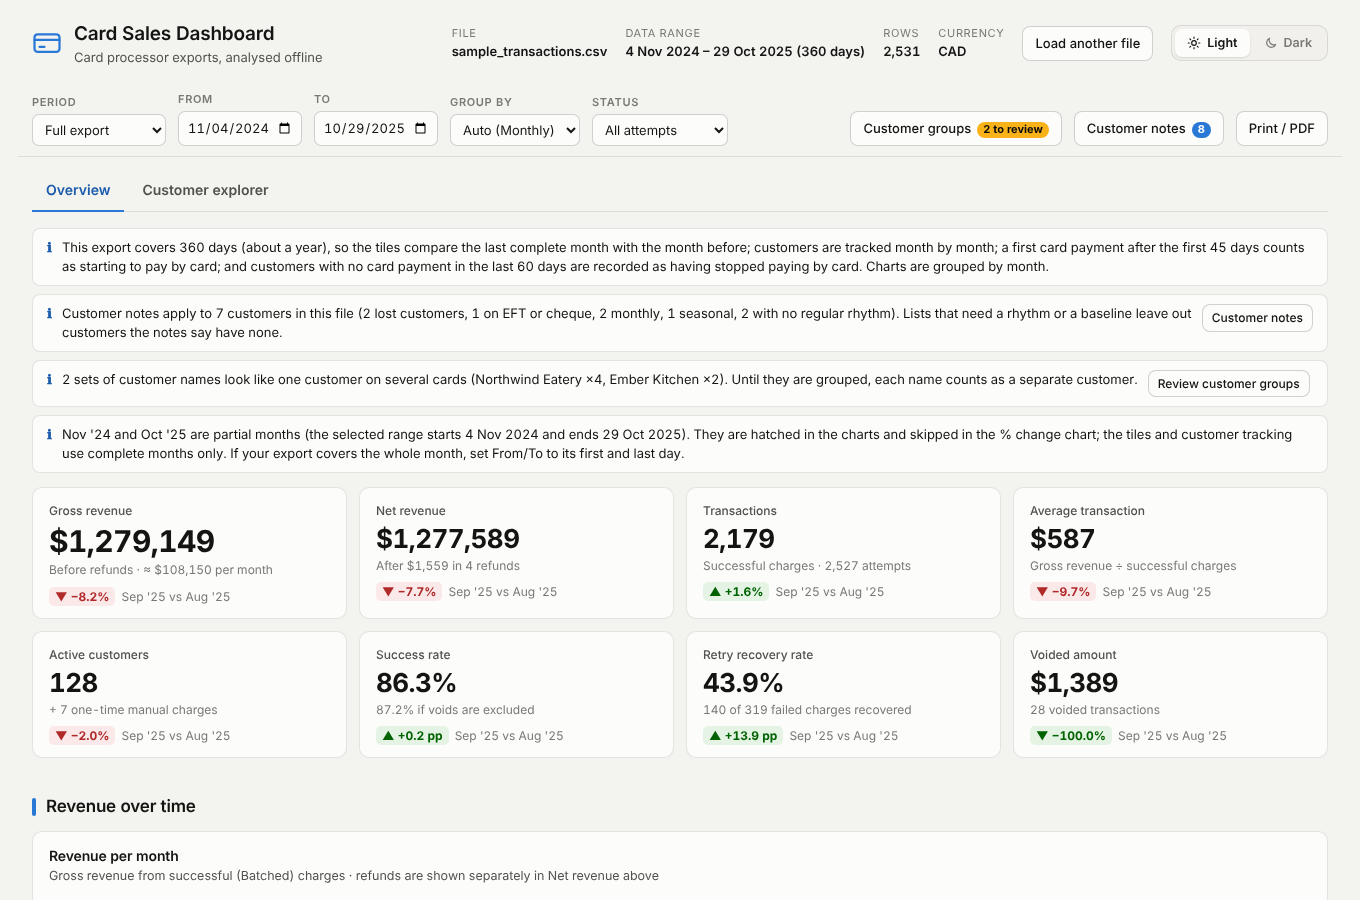 Card Sales Dashboard
Card processor exports, analysed offline
FILE
sample_transactions.csv
DATA RANGE
4 Nov 2024 – 29 Oct 2025 (360 days)
ROWS
2,531
CURRENCY
CAD
Load another file
Light
Dark
PERIOD
Full export
FROM
11/04/2024
TO
10/29/2025
GROUP BY
Auto (Monthly)
STATUS
All attempts
Customer groups 2 to review
Customer notes 8
Print / PDF
Overview
Customer explorer
This export covers 360 days (about a year), so the tiles compare the last complete month with the month before; customers are tracked month by month; a first card payment after the first 45 days counts
as starting to pay by card; and customers with no card payment in the last 60 days are recorded as having stopped paying by card. Charts are grouped by month.
Customer notes apply to 7 customers in this file (2 lost customers, 1 on EFT or cheque, 2 monthly, 1 seasonal, 2 with no regular rhythm). Lists that need a rhythm or a baseline leave out
customers the notes say have none.
Customer notes
2 sets of customer names look like one customer on several cards (Northwind Eatery ×4, Ember Kitchen ×2). Until they are grouped, each name counts as a separate customer.
Review customer groups
Nov '24 and Oct '25 are partial months (the selected range starts 4 Nov 2024 and ends 29 Oct 2025). They are hatched in the charts and skipped in the % change chart; the tiles and customer tracking
use complete months only. If your export covers the whole month, set From/To to its first and last day.
Gross revenue
$1,279,149
Before refunds · ≈ $108,150 per month
▼ −8.2% Sep '25 vs Aug '25
Net revenue
$1,277,589
After $1,559 in 4 refunds
▼ −7.7% Sep '25 vs Aug '25
Transactions
2,179
Successful charges · 2,527 attempts
▲ +1.6% Sep '25 vs Aug '25
Average transaction
$587
Gross revenue ÷ successful charges
▼ −9.7% Sep '25 vs Aug '25
Active customers
128
+ 7 one-time manual charges
▼ −2.0% Sep '25 vs Aug '25
Success rate
86.3%
87.2% if voids are excluded
▲ +0.2 pp Sep '25 vs Aug '25
Retry recovery rate
43.9%
140 of 319 failed charges recovered
▲ +13.9 pp Sep '25 vs Aug '25
Voided amount
$1,389
28 voided transactions
▼ −100.0% Sep '25 vs Aug '25
Revenue over time
Revenue per month
Gross revenue from successful (Batched) charges · refunds are shown separately in Net revenue above